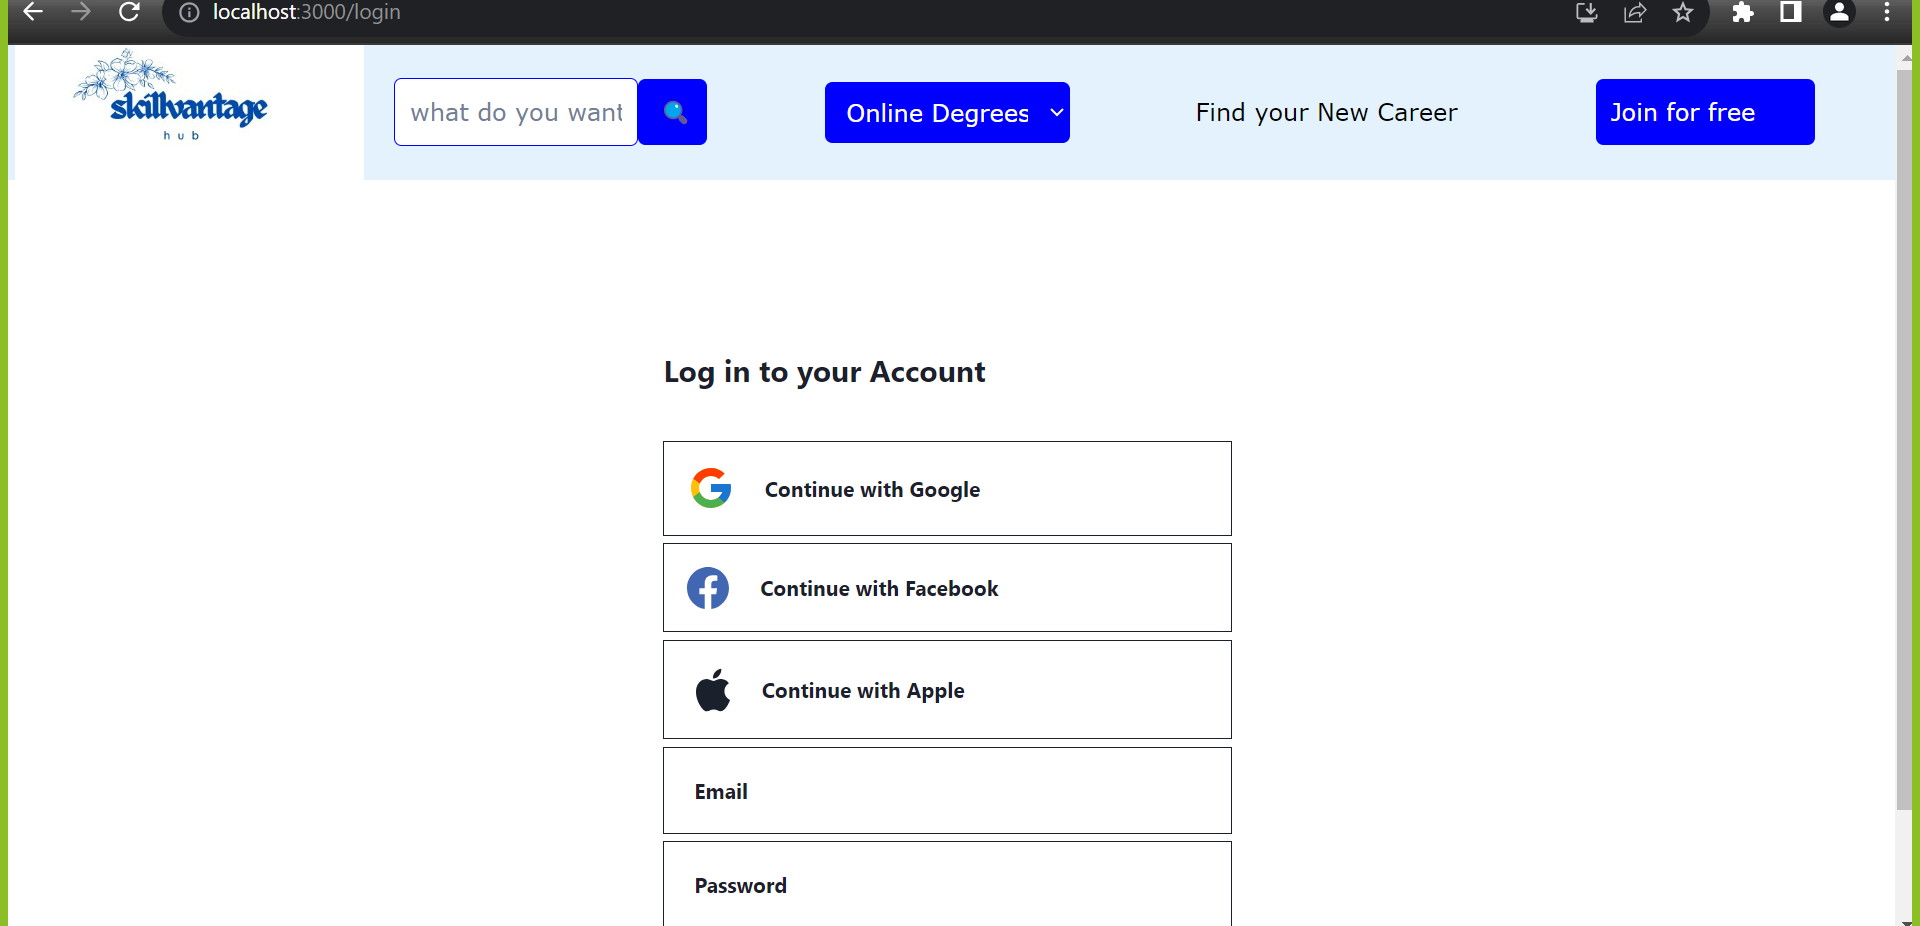 localhost:3000/login
skillvantage
hub
what do you want
Online Degrees
Find your New Career
Join for free
Log in to your Account
Continue with Google
Continue with Facebook
Continue with Apple
Email
Password